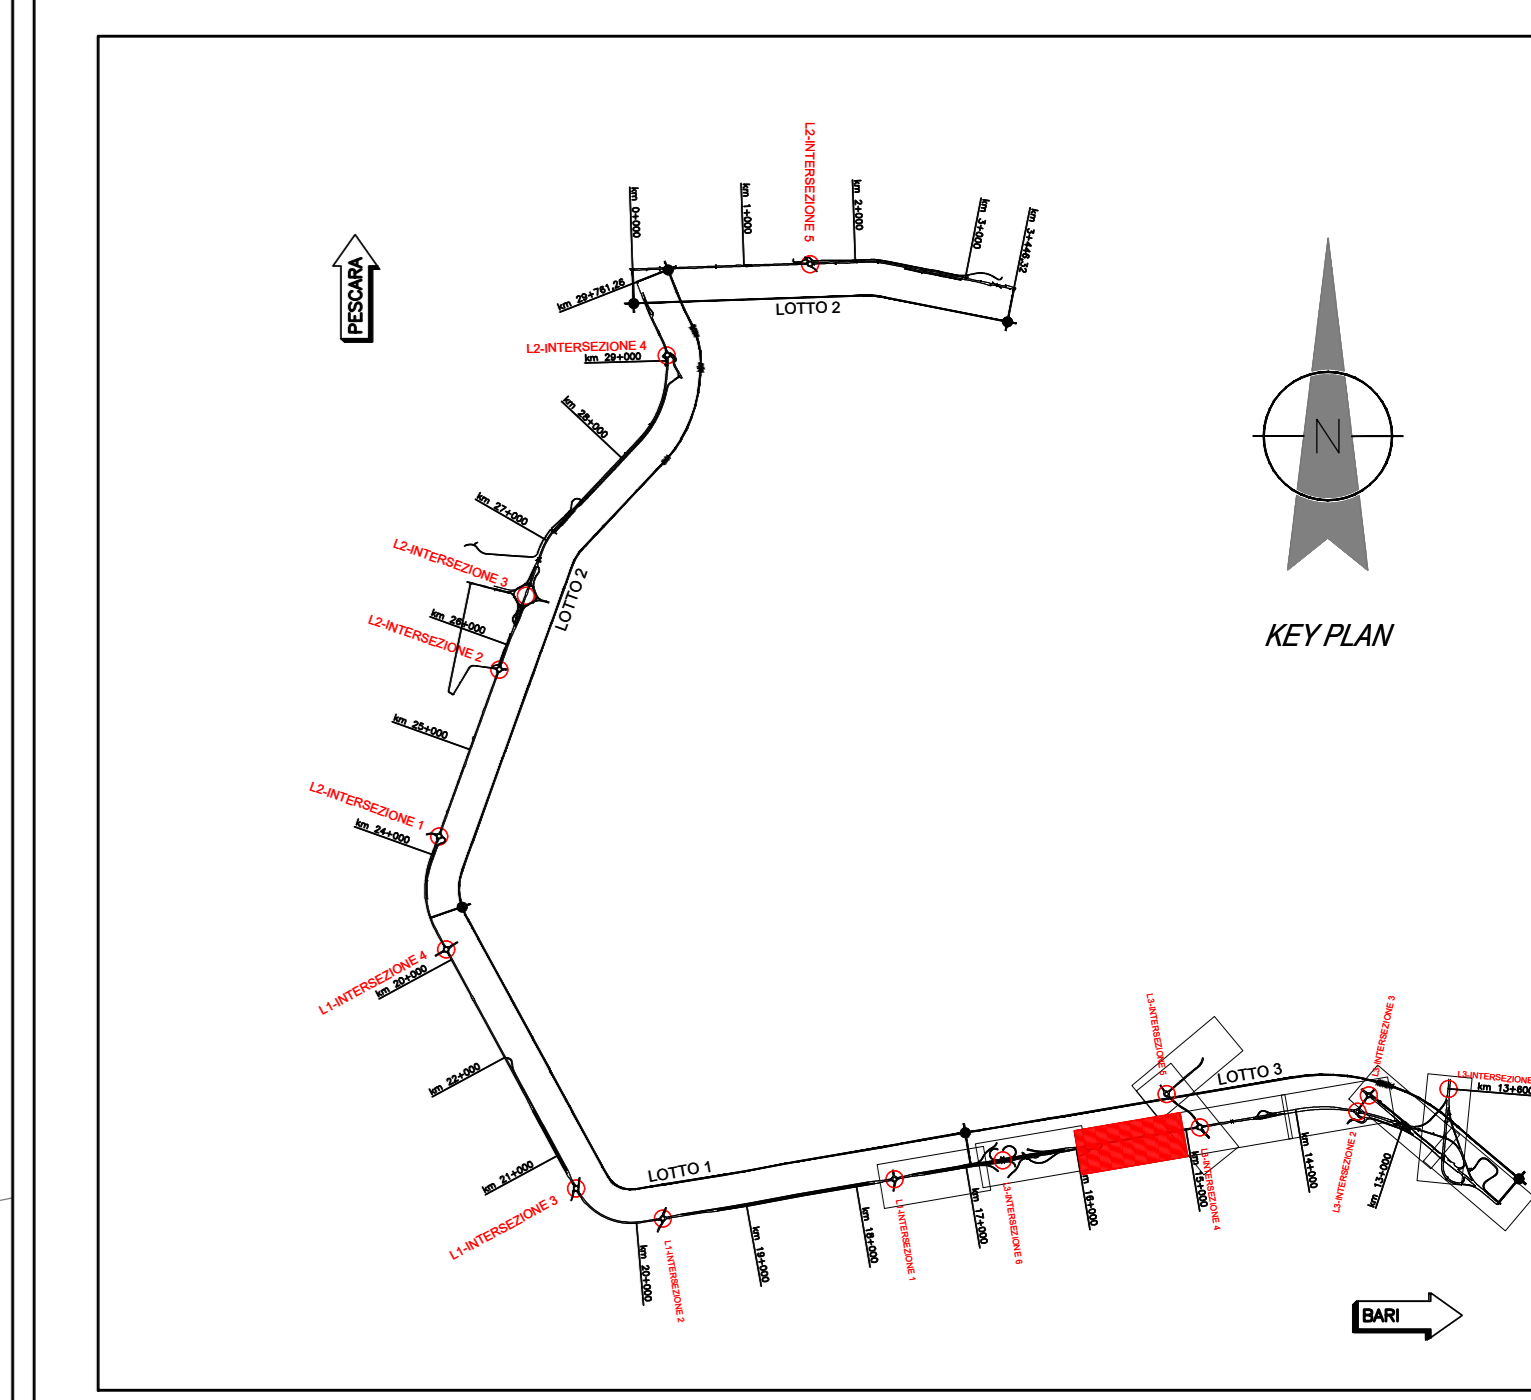 L2-INTERSEZIONE 5
km 0+000
km 1+000
km 2+000
km 3+000
km 3+446,32
PESCARA
km 29+761,26
LOTTO 2
L2-INTERSEZIONE 4
km 29+000
km 28+000
N
km 27+000
L2-INTERSEZIONE 3
LOTTO 2
km 26+000
L2-INTERSEZIONE 2
KEY PLAN
km 25+000
L2-INTERSEZIONE 1
km 24+000
L1-INTERSEZIONE 4
km 20+000
km 22+000
km 21+000
L1-INTERSEZIONE 3
LOTTO 1
km 20+000
L1-INTERSEZIONE 2
km 19+000
km 18+000
L1-INTERSEZIONE 1
km 17+000
L3-INTERSEZIONE 6
km 16+000
L3-INTERSEZIONE 5
LOTTO 3
km 15+000
L3-INTERSEZIONE 4
km 14+000
L3-INTERSEZIONE 2
L3-INTERSEZIONE 3
km 13+000
L3-INTERSEZIONE
km 13+600
BARI